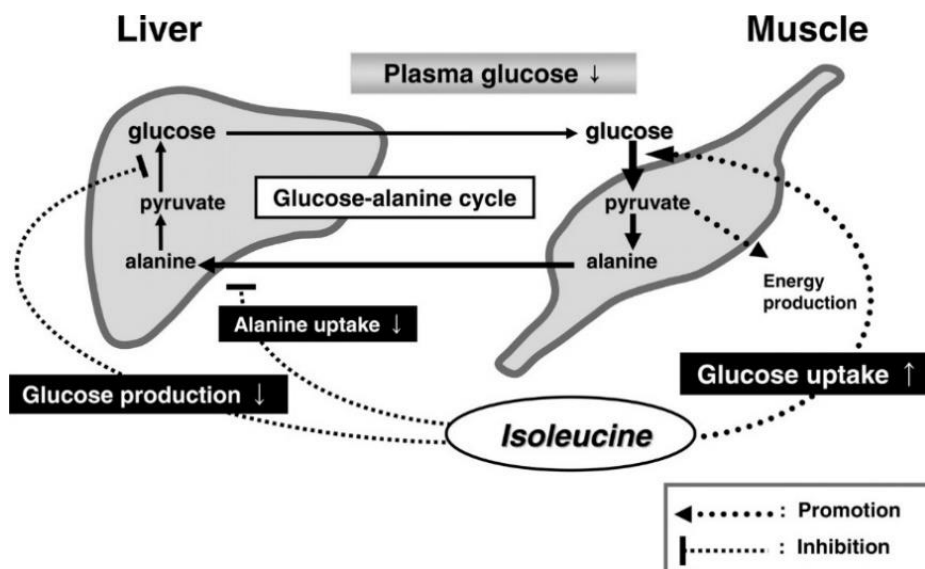 Liver
Muscle
Plasma glucose ↓
glucose
glucose
pyruvate
Glucose-alanine cycle
pyruvate
alanine
alanine
Energy
production
Alanine uptake ↓
Glucose production ↓
Glucose uptake ↑
Isoleucine
: Promotion
: Inhibition